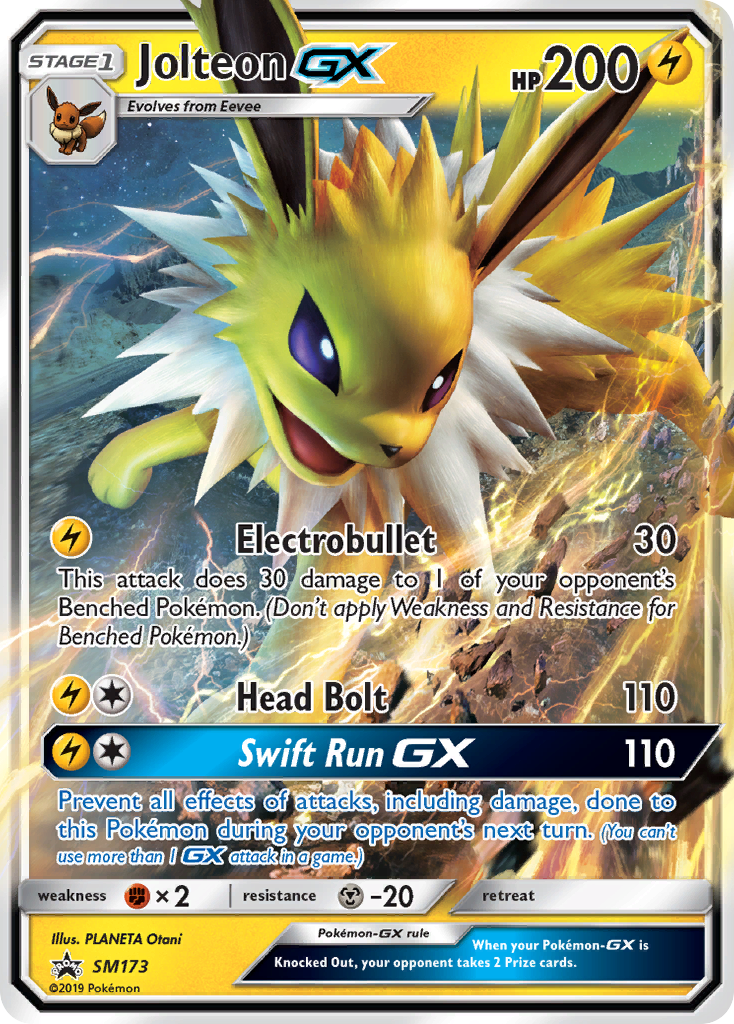 STAGE1 Jolteon GX HP200
Evolves from Eevee
Electrobullet 30
This attack does 30 damage to 1 of your opponent's
Benched Pokémon. (Don't apply Weakness and Resistance for
Benched Pokémon.)
Head Bolt 110
Swift Run GX 110
Prevent all effects of attacks, including damage, done to
this Pokémon during your opponent's next turn. (You can't
use more than 1 GX attack in a game.)
weakness ×2 resistance -20 retreat
Illus. PLANETA Otani
Pokémon-GX rule
When your Pokémon-GX is
Knocked Out, your opponent takes 2 Prize cards.
PROMO SM173
©2019 Pokémon